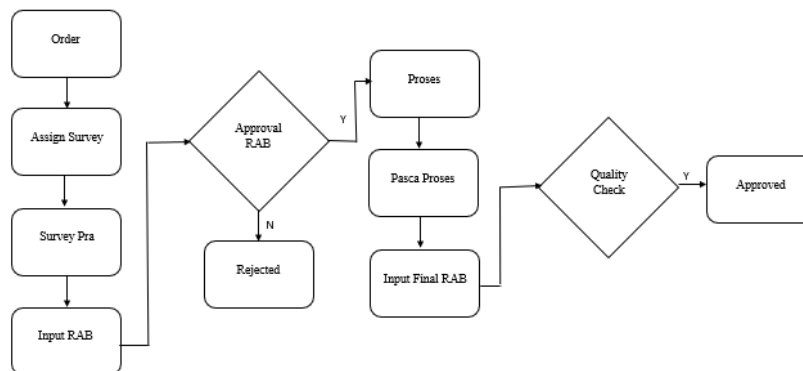 Order
Assign Survey
Survey Pra
Input RAB
Approval
RAB
Y
N
Rejected
Proses
Pasca Proses
Input Final RAB
Quality
Check
Y
Approved